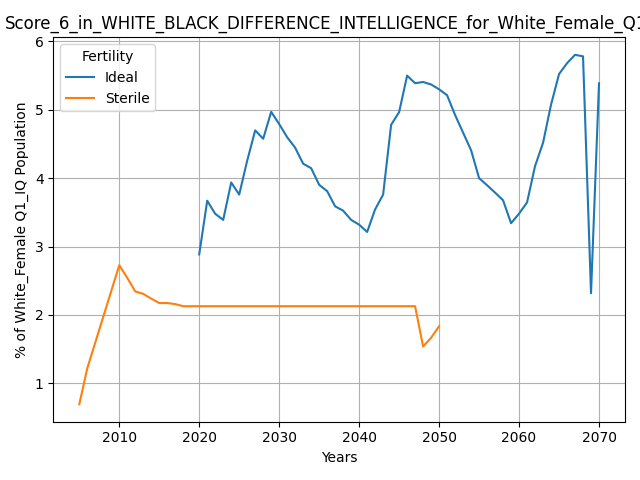 Score_6_in_WHITE_BLACK_DIFFERENCE_INTELLIGENCE_for_White_Female_Q1
Fertility
Ideal
Sterile
% of White_Female Q1_IQ Population
6
5
4
3
2
1
2010 2020 2030 2040 2050 2060 2070
Years